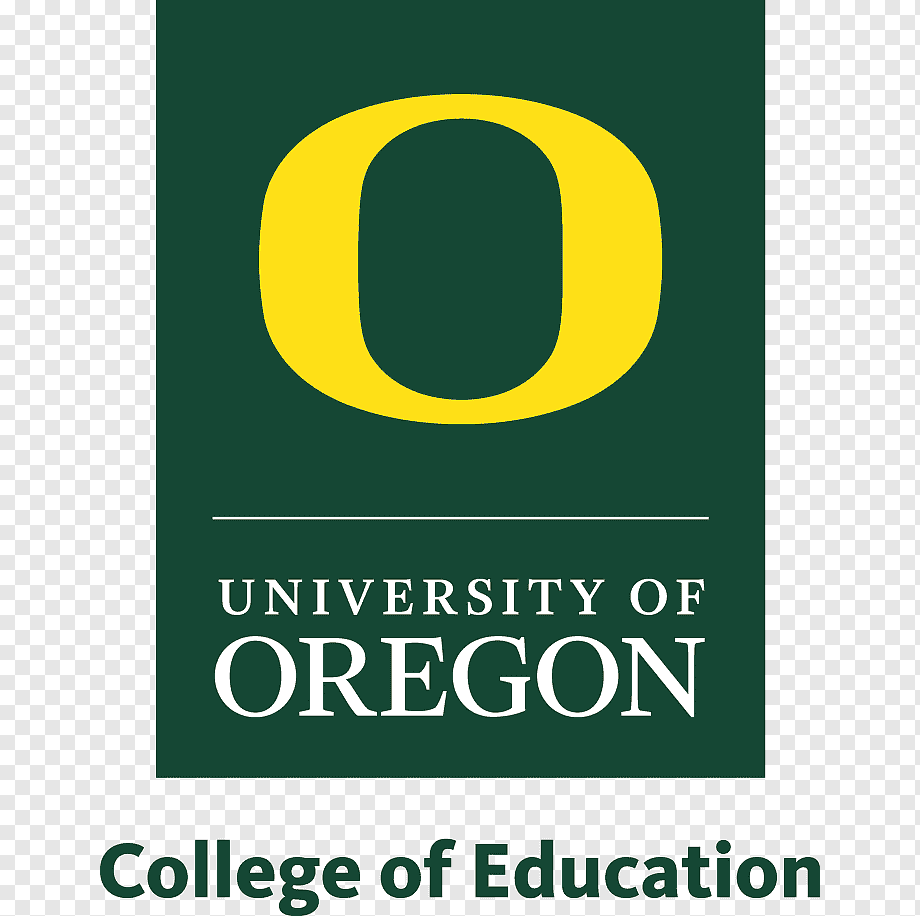 O
UNIVERSITY OF
OREGON
College of Education